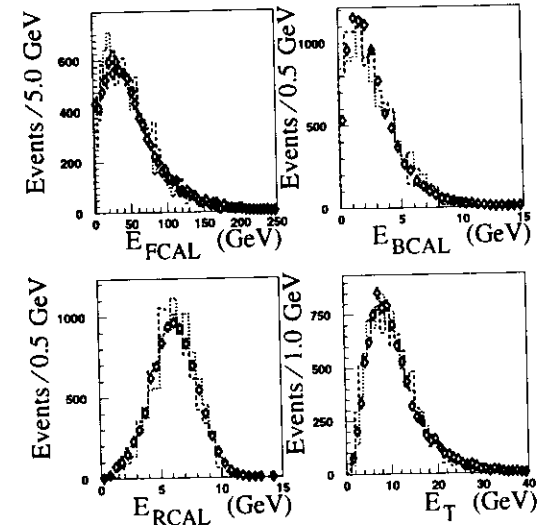 Events / 5.0 GeV
600
400
200
0
0 50 100 150 200 250
E_FCAL (GeV)
Events / 0.5 GeV
1000
500
0
0 5 10 15
E_BCAL (GeV)
Events / 0.5 GeV
1000
500
0
0 5 10 15
E_RCAL (GeV)
Events / 1.0 GeV
750
500
250
0
0 10 20 30 40
E_T (GeV)